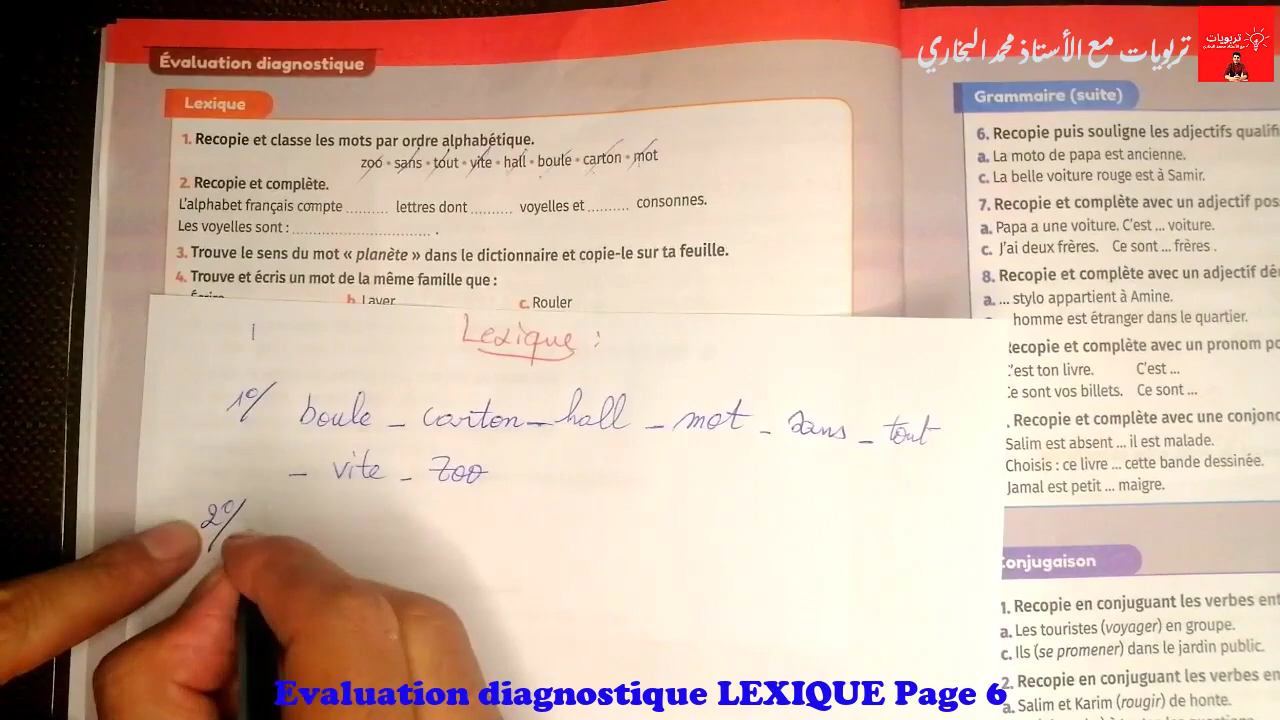 تربويات مع الأستاذ محمد البخاري
تربويات
Évaluation diagnostique
Lexique
1. Recopie et classe les mots par ordre alphabétique.
zoo • sans • tout • vite • hall • boule • carton • mot
2. Recopie et complète.
L'alphabet français compte ......... lettres dont ......... voyelles et ......... consonnes.
Les voyelles sont : .............................. .
3. Trouve le sens du mot « planète » dans le dictionnaire et copie-le sur ta feuille.
4. Trouve et écris un mot de la même famille que :
b. Laver
c. Rouler
Lexique :
1°/ boule - carton - hall - mot - sans - tout
- vite - zoo
2°/
Grammaire (suite)
6. Recopie puis souligne les adjectifs qualifi
a. La moto de papa est ancienne.
c. La belle voiture rouge est à Samir.
7. Recopie et complète avec un adjectif pos
a. Papa a une voiture. C'est ... voiture.
c. J'ai deux frères. Ce sont ... frères .
8. Recopie et complète avec un adjectif dé
a. ... stylo appartient à Amine.
homme est étranger dans le quartier.
Recopie et complète avec un pronom po
C'est ton livre. C'est ...
Ce sont vos billets. Ce sont ...
. Recopie et complète avec une conjonc
Salim est absent ... il est malade.
Choisis : ce livre ... cette bande dessinée.
Jamal est petit ... maigre.
Conjugaison
1. Recopie en conjuguant les verbes ent
a. Les touristes (voyager) en groupe.
c. Ils (se promener) dans le jardin public.
2. Recopie en conjuguant les verbes en
a. Salim et Karim (rougir) de honte.
Evaluation diagnostique LEXIQUE Page 6